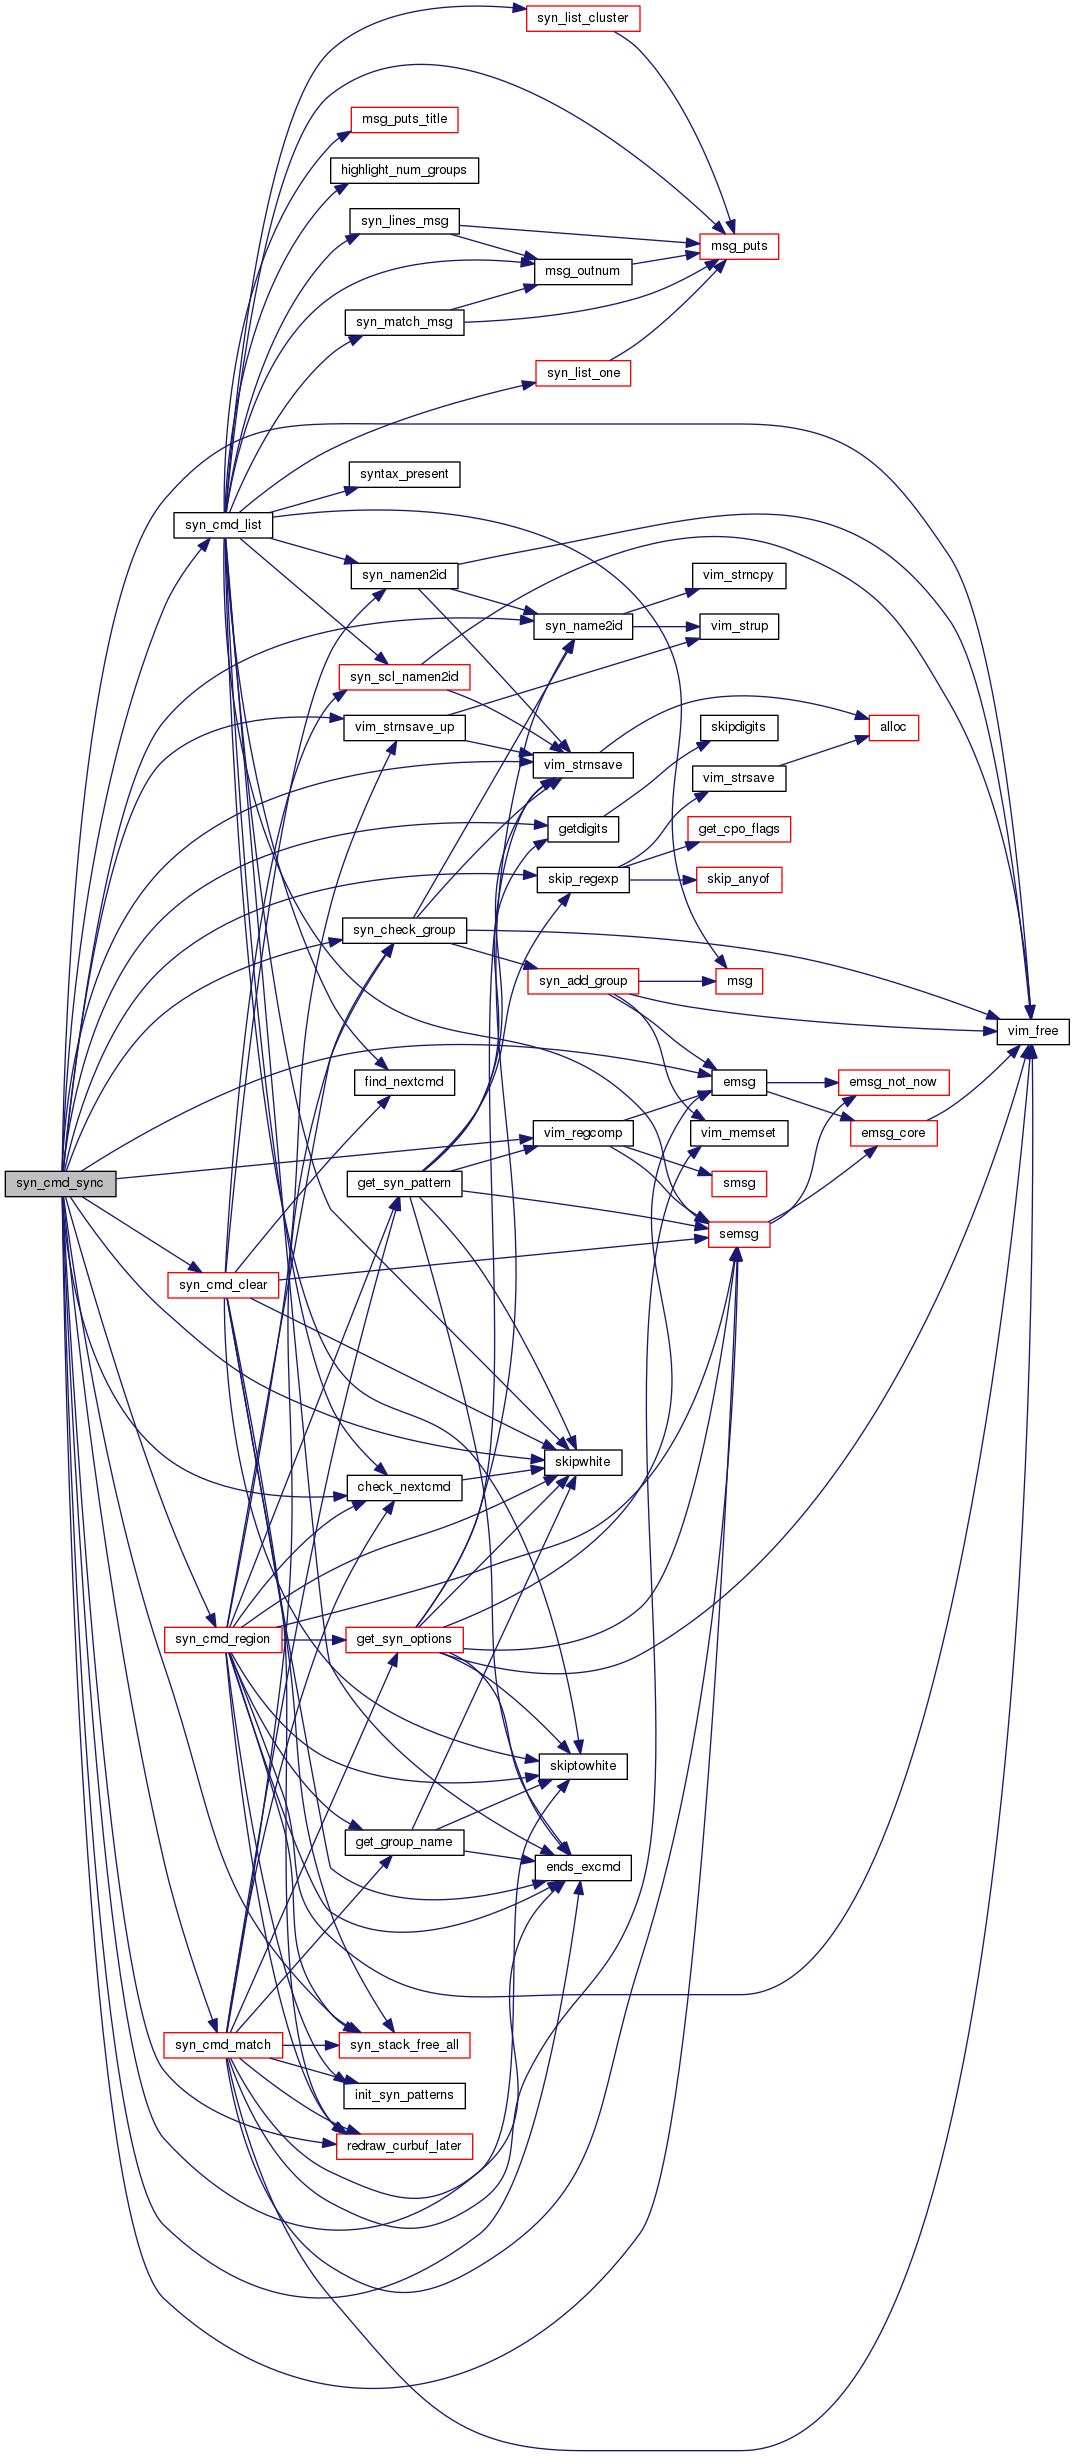 syn_list_cluster
msg_puts_title
highlight_num_groups
syn_lines_msg
msg_puts
msg_outnum
syn_match_msg
syn_list_one
syntax_present
syn_cmd_list
syn_namen2id
vim_strncpy
syn_name2id
vim_strup
syn_scl_namen2id
vim_strnsave_up
skipdigits
alloc
vim_strnsave
vim_strsave
getdigits
get_cpo_flags
skip_regexp
skip_anyof
syn_check_group
syn_add_group
msg
vim_free
find_nextcmd
emsg
emsg_not_now
vim_regcomp
vim_memset
emsg_core
syn_cmd_sync
get_syn_pattern
smsg
semsg
syn_cmd_clear
skipwhite
check_nextcmd
syn_cmd_region
get_syn_options
skiptowhite
get_group_name
ends_excmd
syn_cmd_match
syn_stack_free_all
init_syn_patterns
redraw_curbuf_later